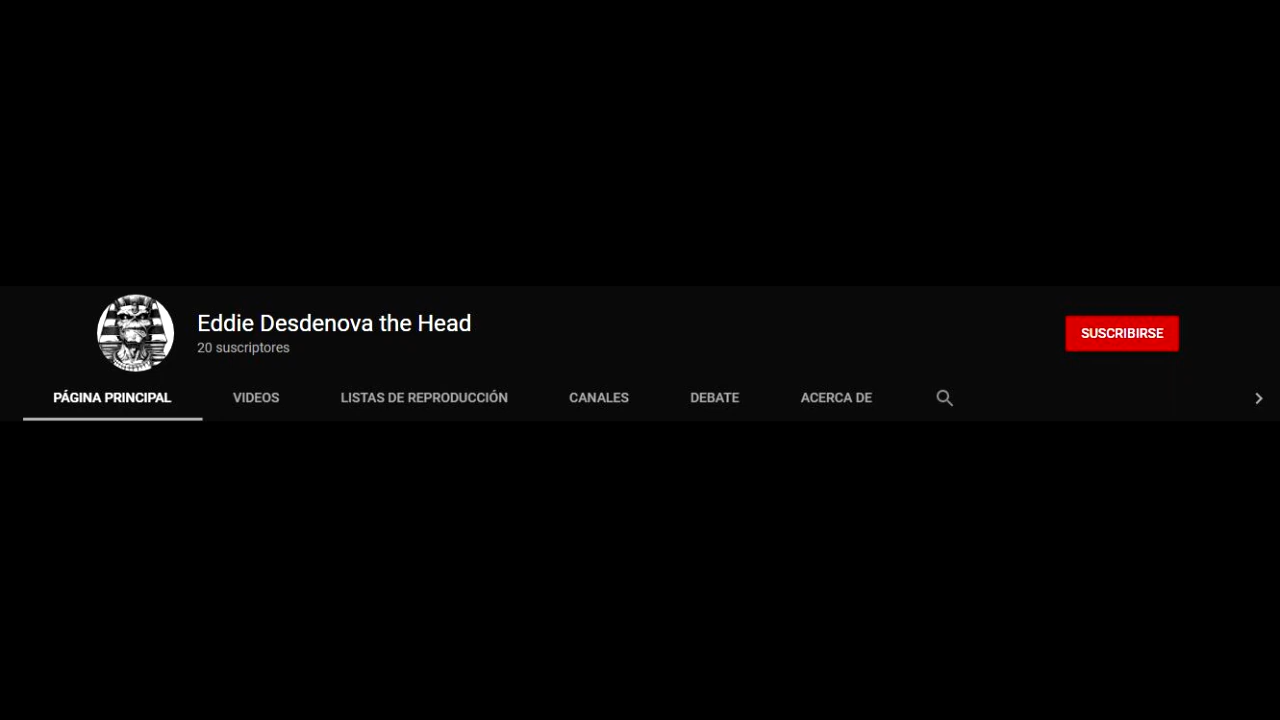 Eddie Desdenova the Head
20 suscriptores
SUSCRIBIRSE
PÁGINA PRINCIPAL VIDEOS LISTAS DE REPRODUCCIÓN CANALES DEBATE ACERCA DE